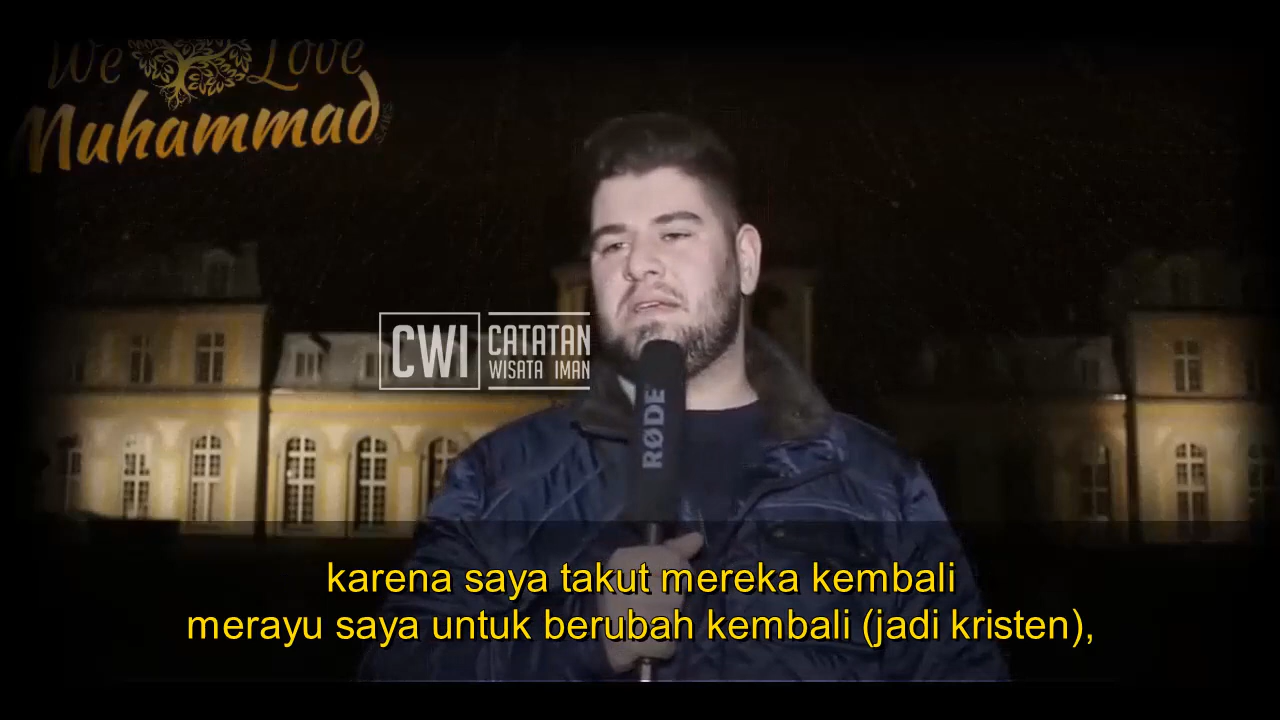 We Love
Muhammad
SAWS
CWI CATATAN
WISATA IMAN
RØDE
karena saya takut mereka kembali
merayu saya untuk berubah kembali (jadi kristen),